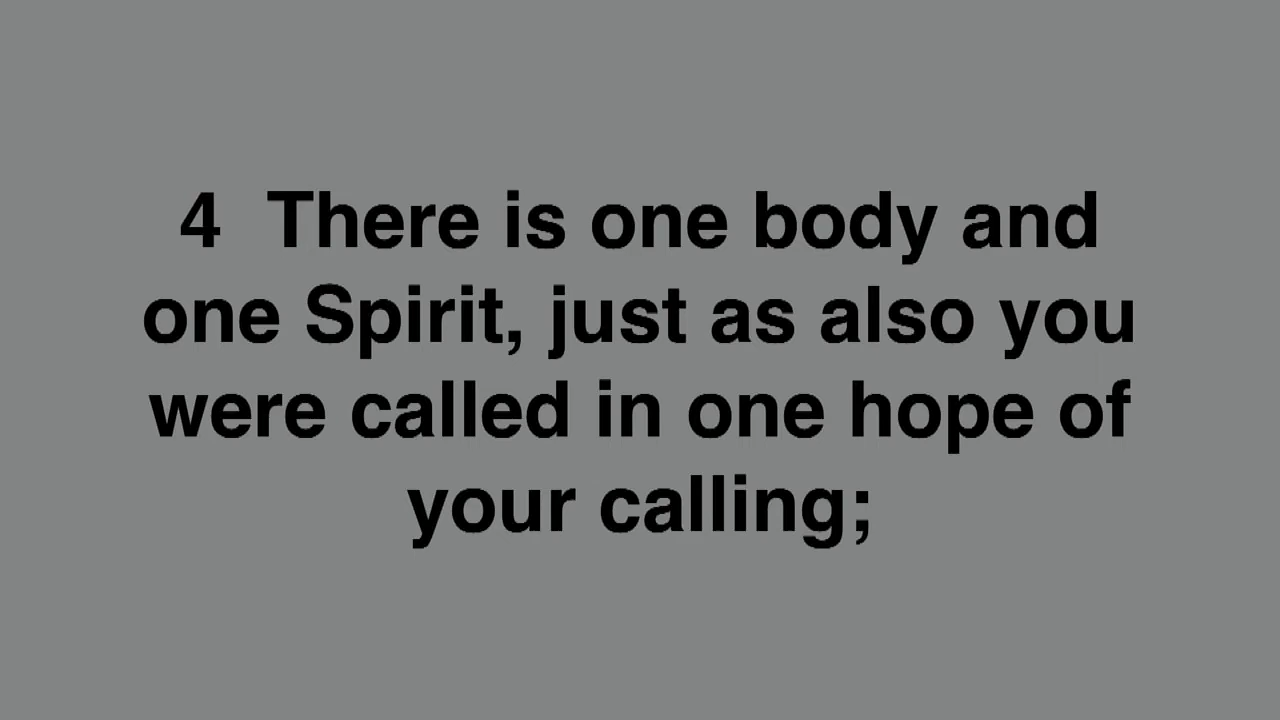 4  There is one body and
one Spirit, just as also you
were called in one hope of
your calling;